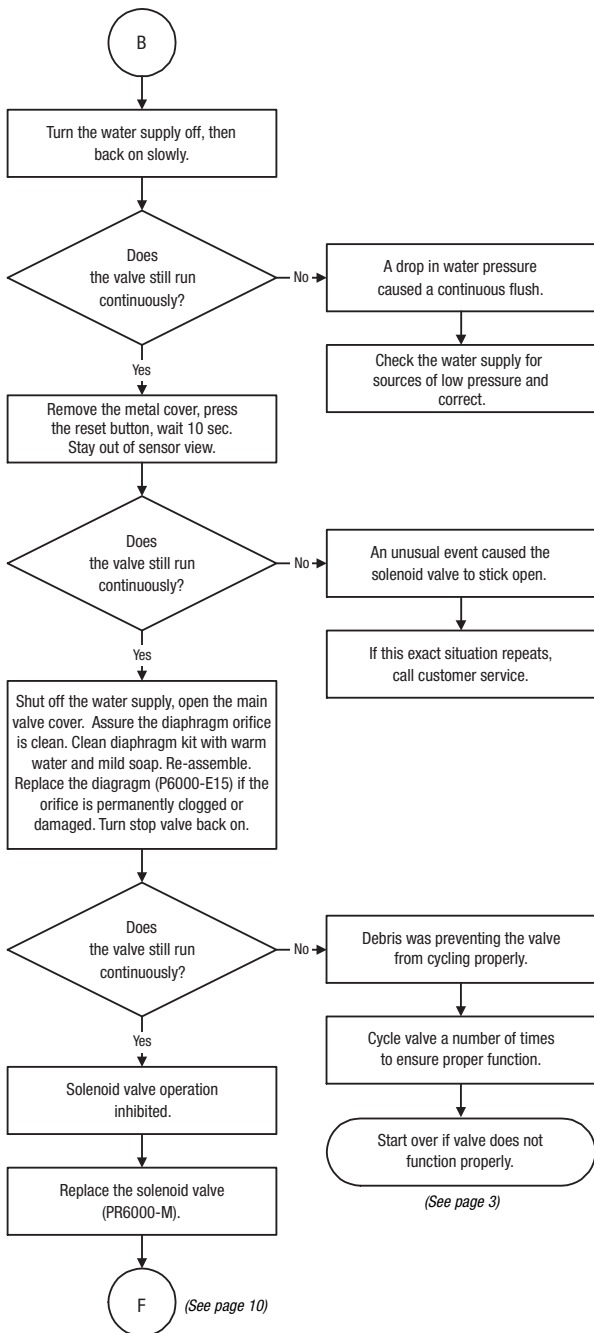 B
Turn the water supply off, then
back on slowly.
Does
the valve still run
continuously?
No
A drop in water pressure
caused a continuous flush.
Check the water supply for
sources of low pressure and
correct.
Yes
Remove the metal cover, press
the reset button, wait 10 sec.
Stay out of sensor view.
Does
the valve still run
continuously?
No
An unusual event caused the
solenoid valve to stick open.
If this exact situation repeats,
call customer service.
Yes
Shut off the water supply, open the main
valve cover. Assure the diaphragm orifice
is clean. Clean diaphragm kit with warm
water and mild soap. Re-assemble.
Replace the diagragm (P6000-E15) if the
orifice is permanently clogged or
damaged. Turn stop valve back on.
Does
the valve still run
continuously?
No
Debris was preventing the valve
from cycling properly.
Cycle valve a number of times
to ensure proper function.
Start over if valve does not
function properly.
(See page 3)
Yes
Solenoid valve operation
inhibited.
Replace the solenoid valve
(PR6000-M).
F
(See page 10)